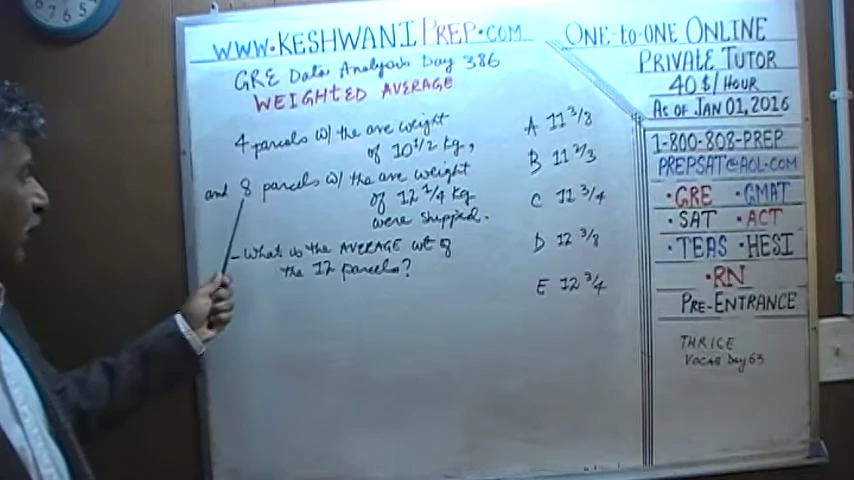 7 6 5
WWW.KESHWANIPREP.COM
GRE Data Analysis Day 386
WEIGHTED AVERAGE
4 parcels w/ the ave weight
of 10 1/2 kg,
and 8 parcels w/ the ave weight
of 12 1/4 kg
were shipped.
- What is the AVERAGE wt of
the 12 parcels?
A 11 3/8
B 11 2/3
C 11 3/4
D 12 3/8
E 12 3/4
ONE-TO-ONE ONLINE
PRIVATE TUTOR
40 $/HOUR
AS OF JAN 01, 2016
1-800-808-PREP
PREPSAT@AOL.COM
• GRE • GMAT
• SAT • ACT
• TEAS • HESI
• RN
PRE-ENTRANCE
THRICE
VOCAB Day 63